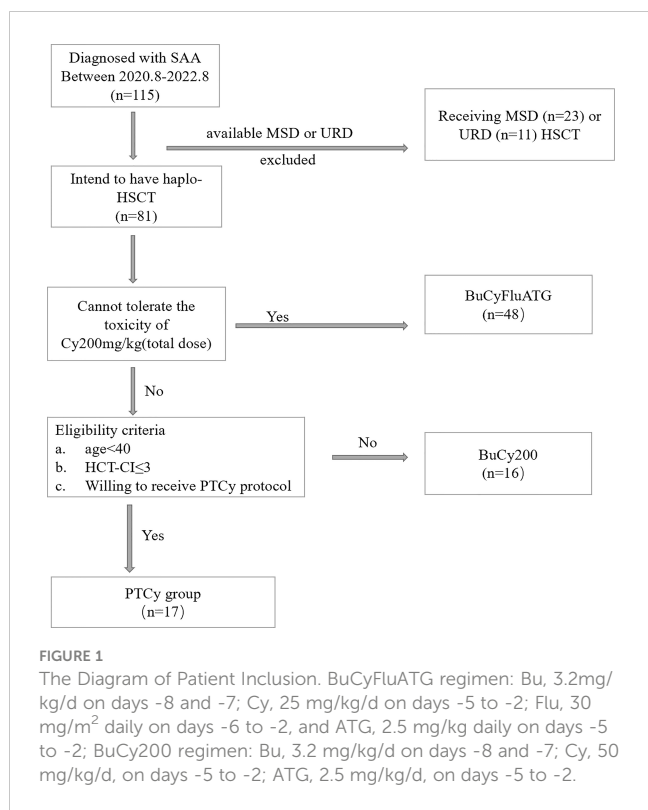 Diagnosed with SAA
Between 2020.8-2022.8
(n=115)
available MSD or URD
excluded
Receiving MSD (n=23) or
URD (n=11) HSCT
Intend to have haplo-
HSCT
(n=81)
Cannot tolerate the
toxicity of
Cy200mg/kg(total dose)
Yes
BuCyFluATG
(n=48)
No
Eligibility criteria
a. age<40
b. HCT-CI≤3
c. Willing to receive PTCy protocol
No
BuCy200
(n=16)
Yes
PTCy group
(n=17)
FIGURE 1
The Diagram of Patient Inclusion. BuCyFluATG regimen: Bu, 3.2mg/
kg/d on days -8 and -7; Cy, 25 mg/kg/d on days -5 to -2; Flu, 30
mg/m² daily on days -6 to -2, and ATG, 2.5 mg/kg daily on days -5
to -2; BuCy200 regimen: Bu, 3.2 mg/kg/d on days -8 and -7; Cy, 50
mg/kg/d, on days -5 to -2; ATG, 2.5 mg/kg/d, on days -5 to -2.